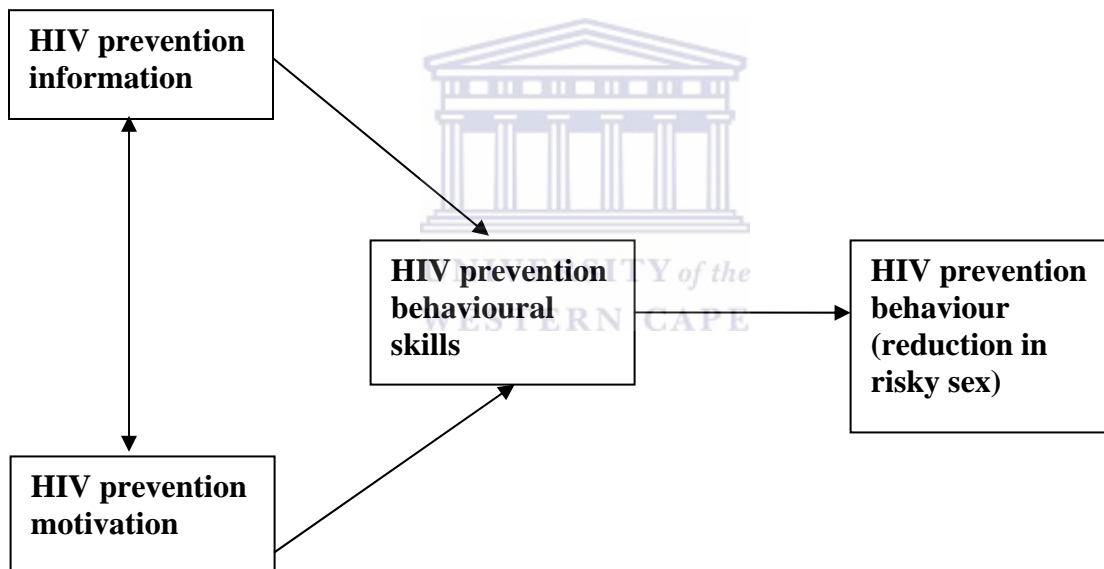 HIV prevention
information
HIV prevention
behavioural
skills
UNIVERSITY of the
WESTERN CAPE
HIV prevention
behaviour
(reduction in
risky sex)
HIV prevention
motivation